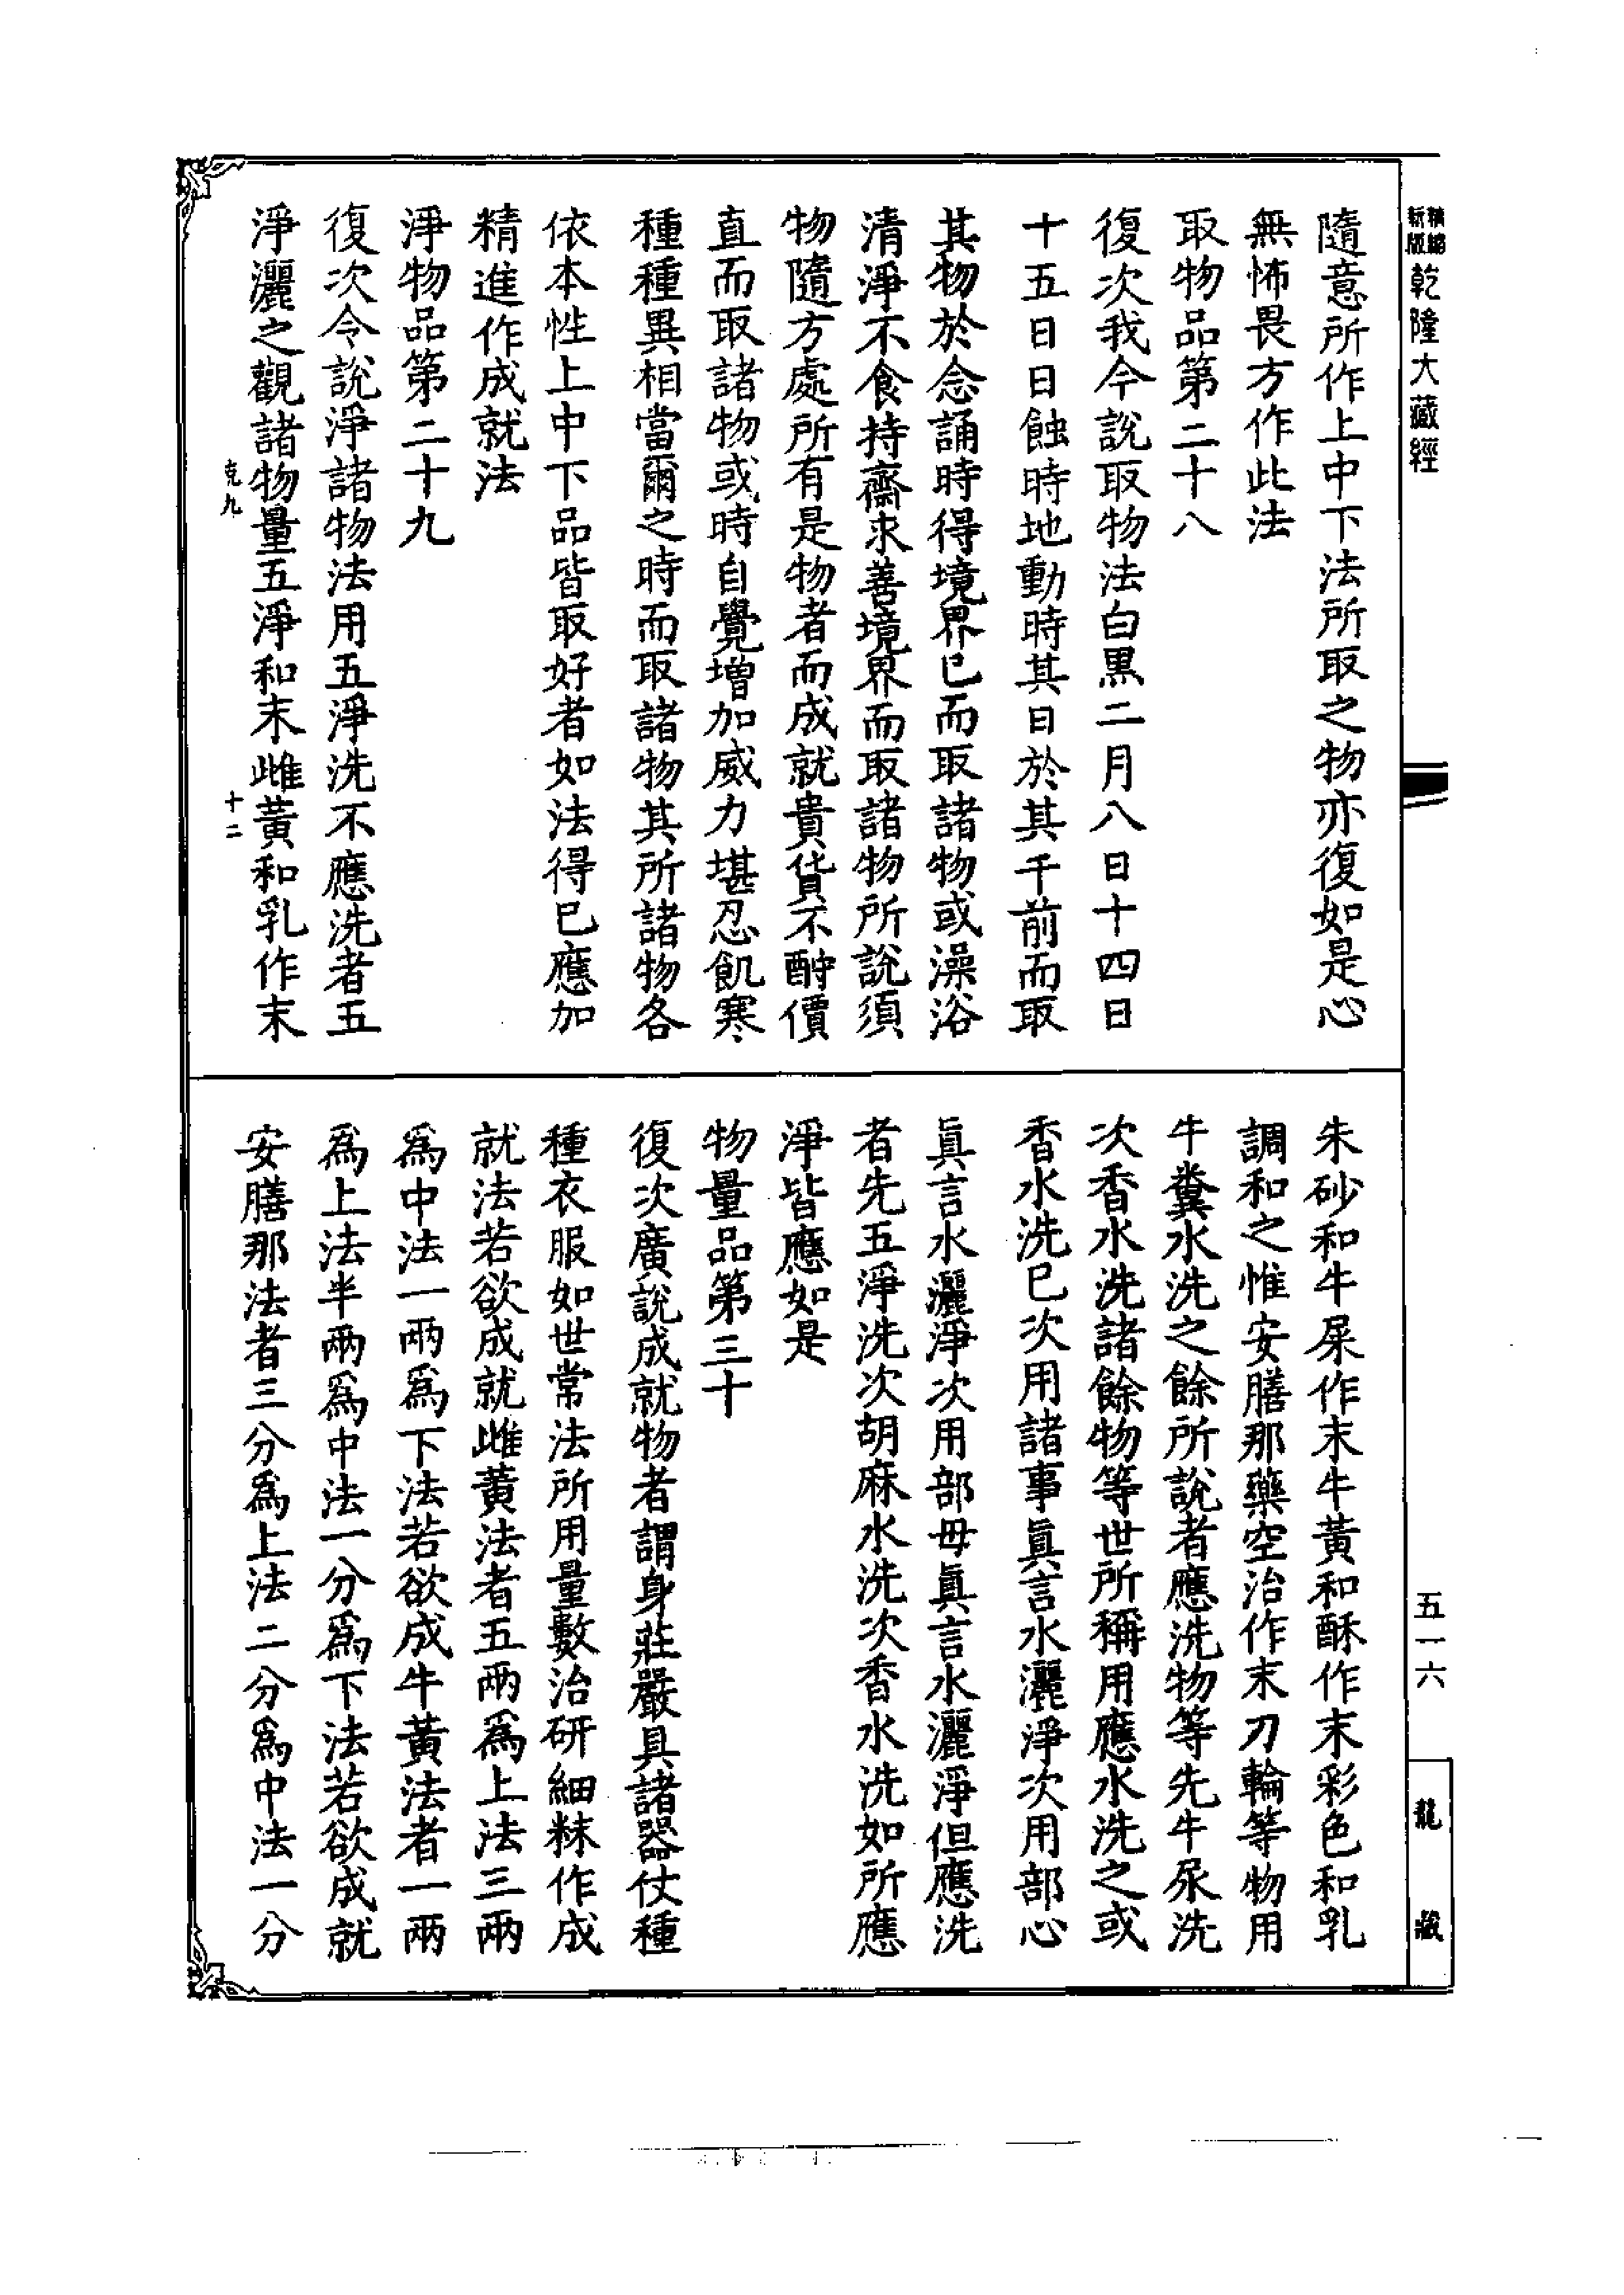 新版
精縮
乾隆大藏經
隨意所作上中下法所取之物亦復如是心
無怖畏方作此法
取物品第二十八
復次我今說取物法白黑二月八日十四日
十五日日蝕時地動時其日於其千前而取
其物於念誦時得境界已而取諸物或澡浴
清淨不食持齋求善境界而取諸物所說須
物隨方處所有是物者而成就貴貨不酧價
直而取諸物或時自覺增加威力堪忍飢寒
種種異相當爾之時而取諸物其所諸物各
依本性上中下品皆取好者如法得已應加
精進作成就法
淨物品第二十九
復次令說淨諸物法用五淨洗不應洗者五
淨灑之觀諸物量五淨和末雌黃和乳作末
克九
十二
朱砂和牛屎作末牛黃和酥作末彩色和乳
調和之惟安膳那藥空治作末刀輪等物用
牛糞水洗之餘所說者應洗物等先牛尿洗
次香水洗諸餘物等世所稱用應水洗之或
香水洗已次用諸事眞言水灑淨次用部心
眞言水灑淨次用部母眞言水灑淨但應洗
者先五淨洗次胡麻水洗次香水洗如所應
淨皆應如是
物量品第三十
復次廣說成就物者謂身莊嚴具諸器仗種
種衣服如世常法所用量數治研細粖作成
就法若欲成就雌黃法者五兩爲上法三兩
爲中法一兩爲下法若欲成牛黃法者一兩
爲上法半兩爲中法一分爲下法若欲成就
安膳那法者三分爲上法二分爲中法一分
五一六
龍藏